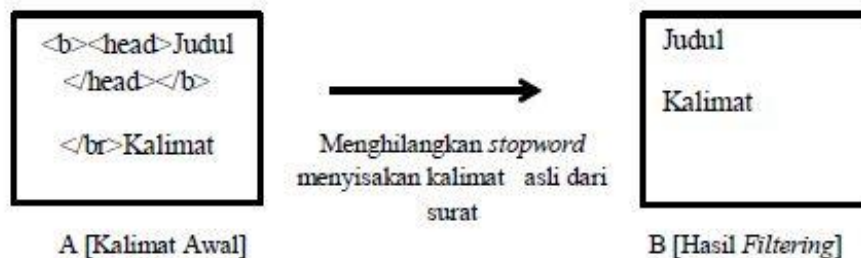 <b><head>Judul
</head></b>
</br>Kalimat
A [Kalimat Awal]
Menghilangkan stopword
menyisakan kalimat asli dari
surat
Judul
Kalimat
B [Hasil Filtering]